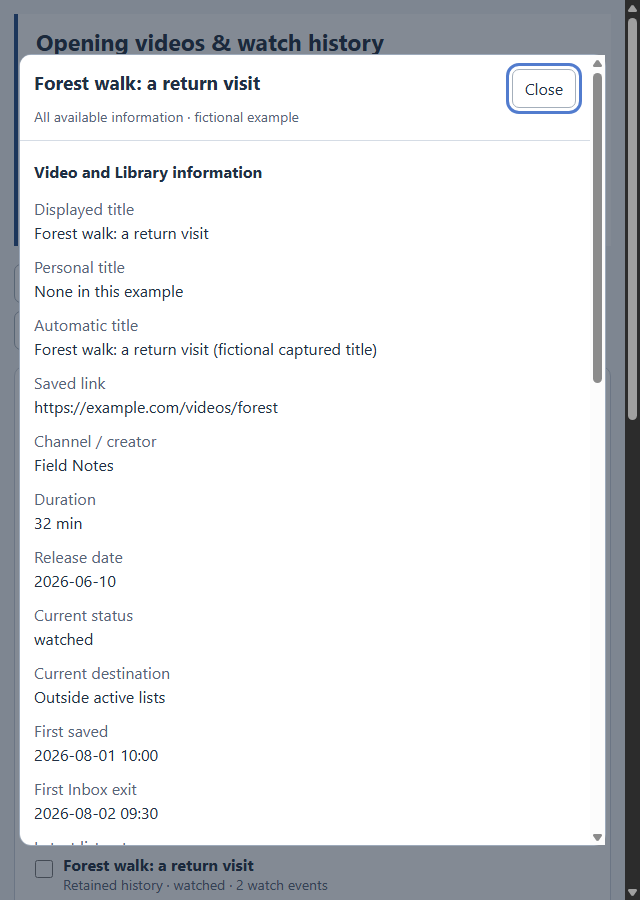 Opening videos & watch history
Forest walk: a return visit
Close
All available information · fictional example
Video and Library information
Displayed title
Forest walk: a return visit
Personal title
None in this example
Automatic title
Forest walk: a return visit (fictional captured title)
Saved link
https://example.com/videos/forest
Channel / creator
Field Notes
Duration
32 min
Release date
2026-06-10
Current status
watched
Current destination
Outside active lists
First saved
2026-08-01 10:00
First Inbox exit
2026-08-02 09:30
Forest walk: a return visit
Retained history · watched · 2 watch events